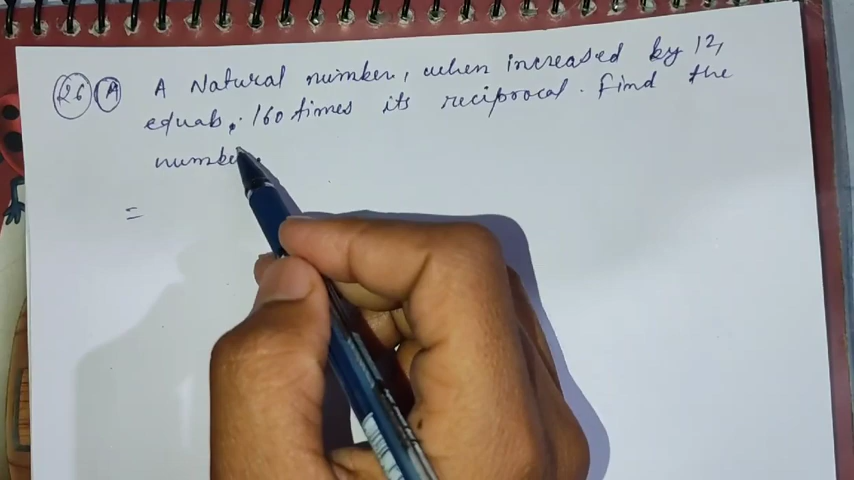 26 A A Natural number, when increased by 12,
equals, 160 times its reciprocal. find the
number.
=